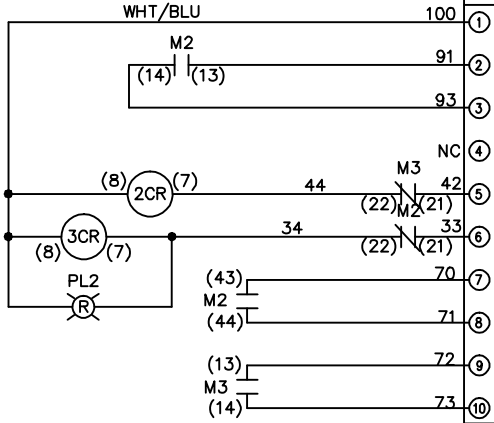 WHT/BLU 100 1
M2
(14) (13) 91 2
93 3
NC 4
M3
(8) 2CR (7) 44 (22) (21) 42 5
M2
(8) 3CR (7) 34 (22) (21) 33 6
PL2
R
(43) 70 7
M2
(44) 71 8
(13) 72 9
M3
(14) 73 10